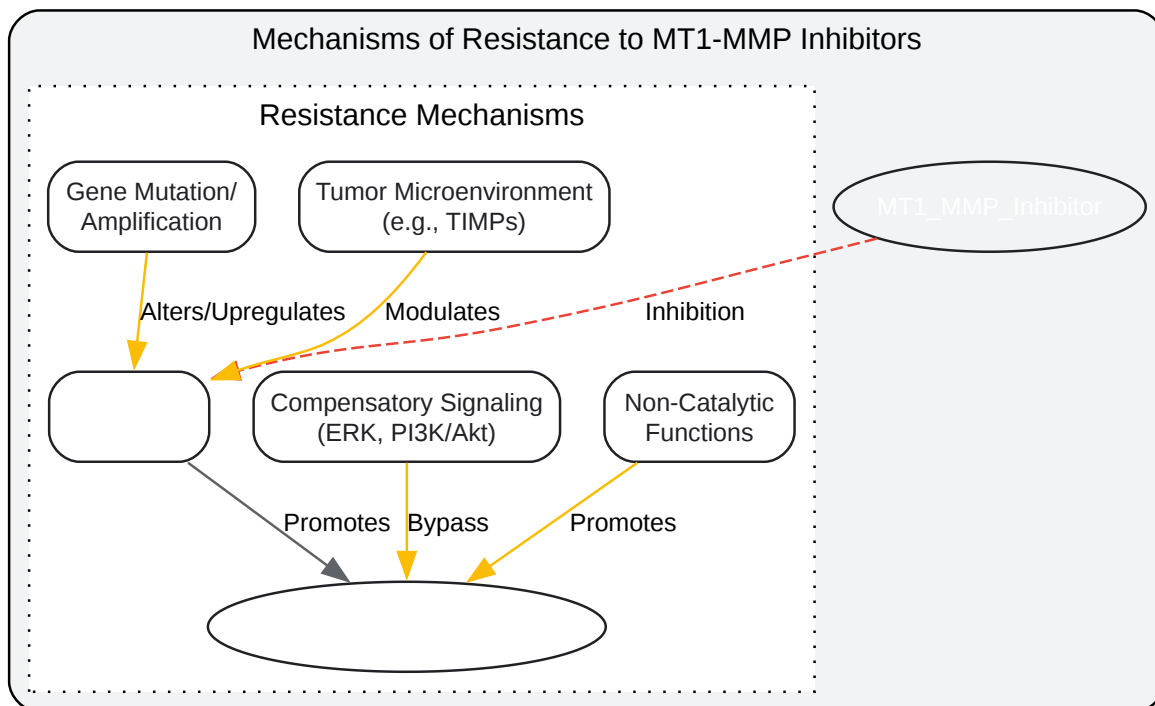 Mechanisms of Resistance to MT1-MMP Inhibitors
Resistance Mechanisms
Gene Mutation/
Amplification
Tumor Microenvironment
(e.g., TIMPs)
MT1_MMP_Inhibitor
Alters/Upregulates
Modulates
Inhibition
Compensatory Signaling
(ERK, PI3K/Akt)
Non-Catalytic
Functions
Promotes
Bypass
Promotes